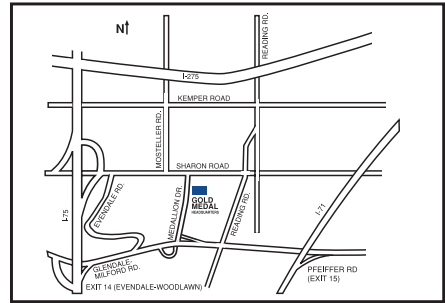 N
READING RD.
I-275
KEMPER ROAD
MOSTELLER RD.
SHARON ROAD
I-75
EVENDALE RD.
MEDALLION DR.
GOLD
MEDAL
HEADQUARTERS
READING RD.
I-71
GLENDALE-
MILFORD RD.
PFEIFFER RD
(EXIT 15)
EXIT 14 (EVENDALE-WOODLAWN)